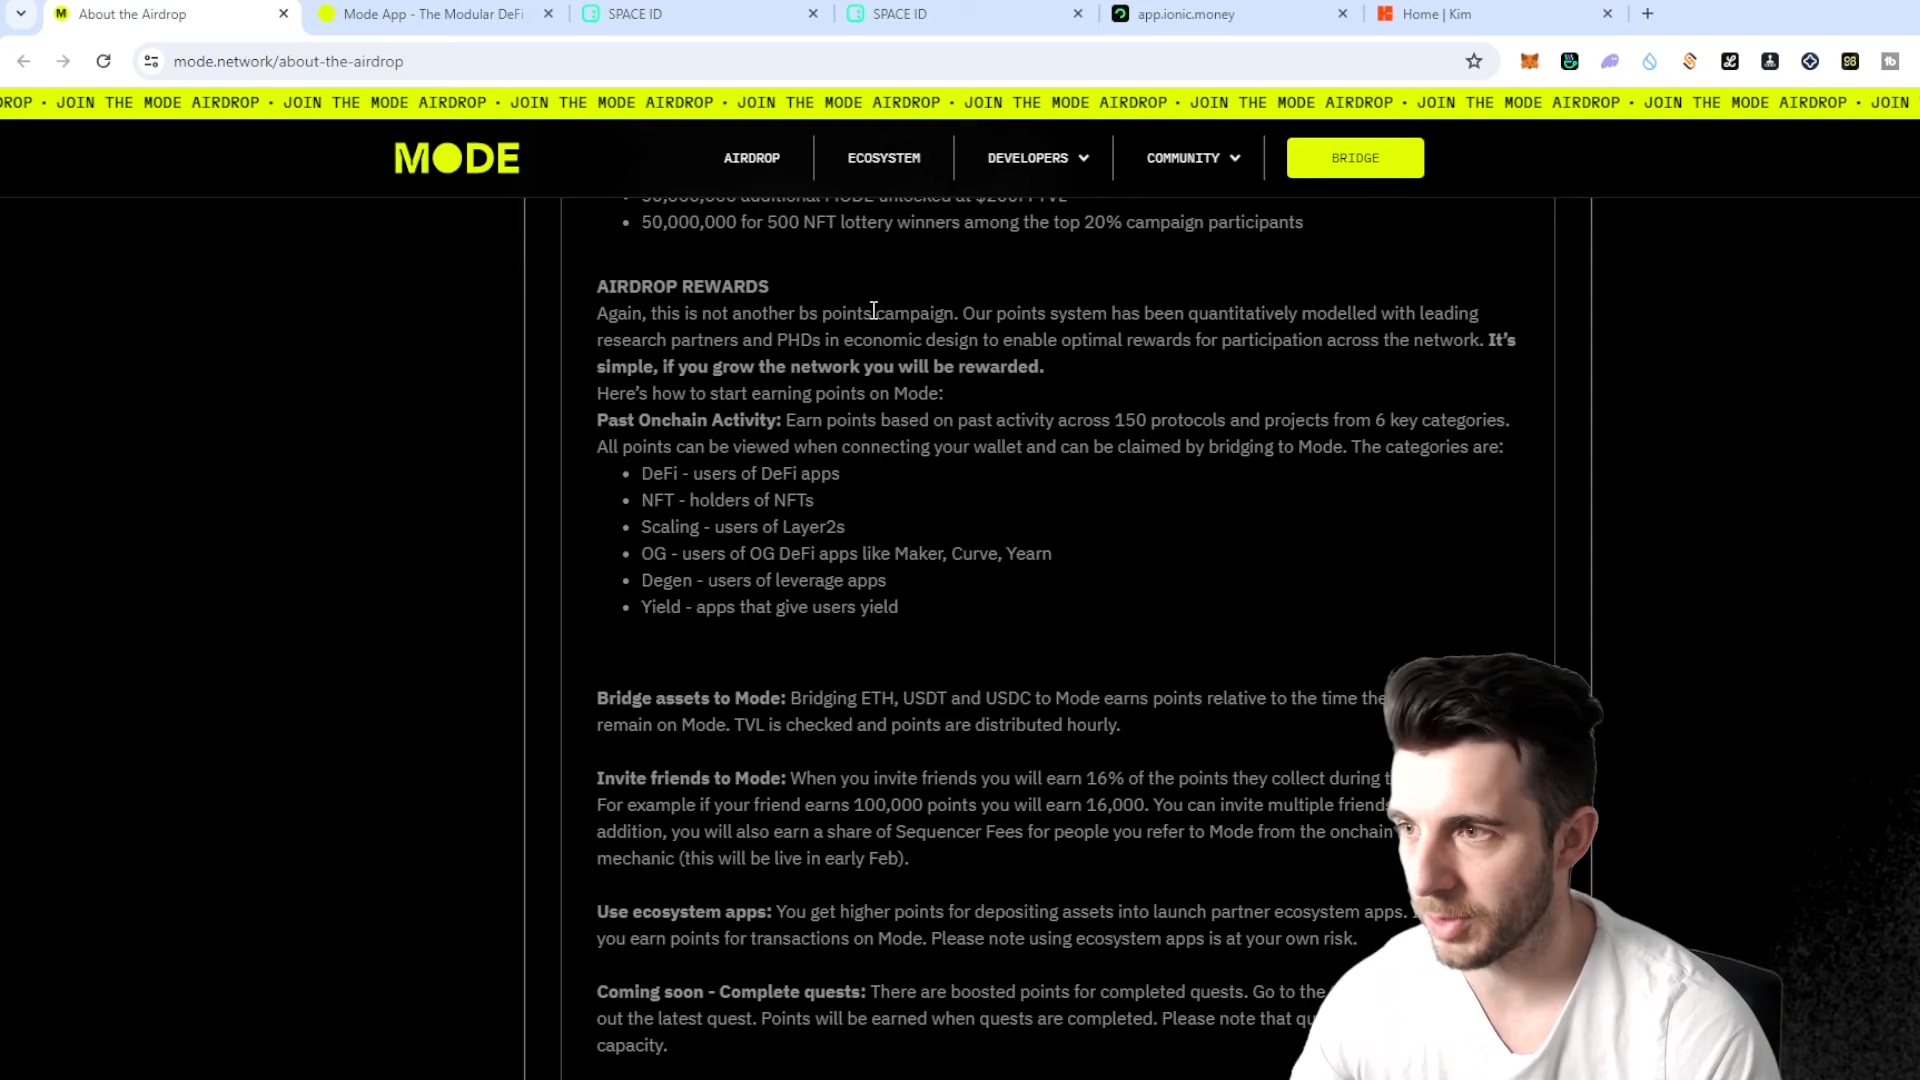 About the Airdrop
Mode App - The Modular DeFi
SPACE ID
SPACE ID
app.ionic.money
Home | Kim
mode.network/about-the-airdrop
DROP • JOIN THE MODE AIRDROP • JOIN THE MODE AIRDROP • JOIN THE MODE AIRDROP • JOIN THE MODE AIRDROP • JOIN THE MODE AIRDROP • JOIN THE MODE AIRDROP • JOIN THE MODE AIRDROP • JOIN
MODE
AIRDROP
ECOSYSTEM
DEVELOPERS
COMMUNITY
BRIDGE
50,000,000 for 500 NFT lottery winners among the top 20% campaign participants
AIRDROP REWARDS
Again, this is not another bs points campaign. Our points system has been quantitatively modelled with leading
research partners and PHDs in economic design to enable optimal rewards for participation across the network. It’s
simple, if you grow the network you will be rewarded.
Here’s how to start earning points on Mode:
Past Onchain Activity: Earn points based on past activity across 150 protocols and projects from 6 key categories.
All points can be viewed when connecting your wallet and can be claimed by bridging to Mode. The categories are:
• DeFi - users of DeFi apps
• NFT - holders of NFTs
• Scaling - users of Layer2s
• OG - users of OG DeFi apps like Maker, Curve, Yearn
• Degen - users of leverage apps
• Yield - apps that give users yield
Bridge assets to Mode: Bridging ETH, USDT and USDC to Mode earns points relative to the time the
remain on Mode. TVL is checked and points are distributed hourly.
Invite friends to Mode: When you invite friends you will earn 16% of the points they collect during
For example if your friend earns 100,000 points you will earn 16,000. You can invite multiple friends
addition, you will also earn a share of Sequencer Fees for people you refer to Mode from the onchain
mechanic (this will be live in early Feb).
Use ecosystem apps: You get higher points for depositing assets into launch partner ecosystem apps.
you earn points for transactions on Mode. Please note using ecosystem apps is at your own risk.
Coming soon - Complete quests: There are boosted points for completed quests. Go to the
out the latest quest. Points will be earned when quests are completed. Please note that
capacity.